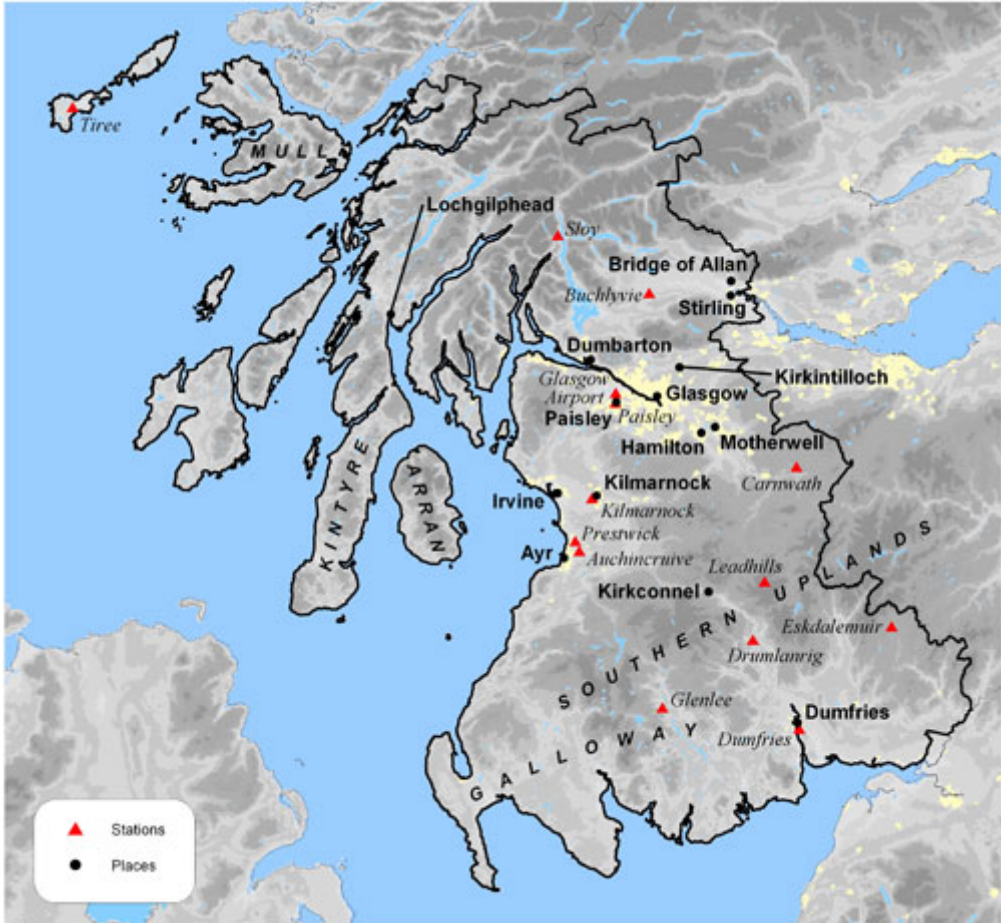 Tiree
MULL
Lochgilphead
Sloy
Bridge of Allan
Buchlyvie
Stirling
Dumbarton
Kirkintilloch
Glasgow
Airport
Glasgow
Paisley
Paisley
Hamilton
Motherwell
Carnwath
KINTYRE
ARRAN
Irvine
Kilmarnock
Kilmarnock
Prestwick
Ayr
Auchincruive
Leadhills
Kirkconnel
SOUTHERN UPLANDS
Eskdalemuir
Drumlanrig
Glenlee
GALLOWAY
Dumfries
Dumfries
Stations
Places